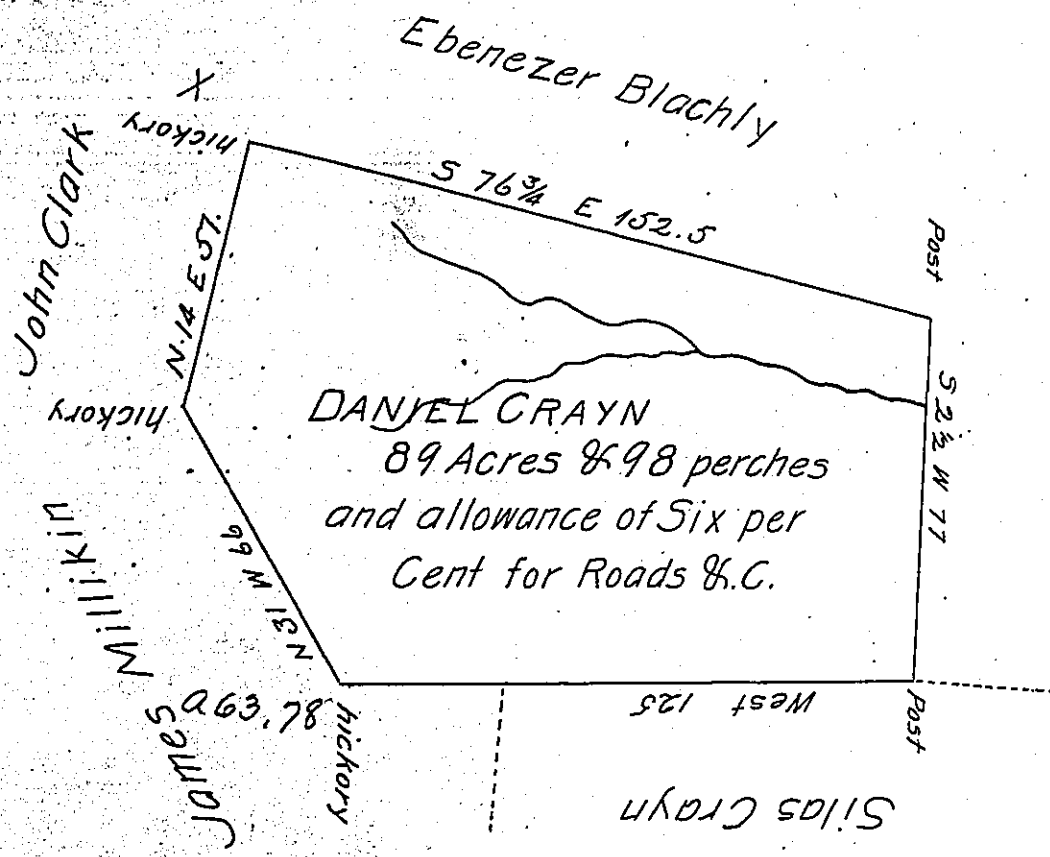 Ebenezer Blachly
X
hickory
John Clark
S 76¾ E 152.5
Post
N 14 E 57.
S 2½ W 77
hickory
DANIEL CRAYN
89 Acres & 98 perches
and allowance of Six per
Cent for Roads &.C.
N 31 W 66
James Millikin
a63,78
hickory
West 125
Post
Silas Crayn